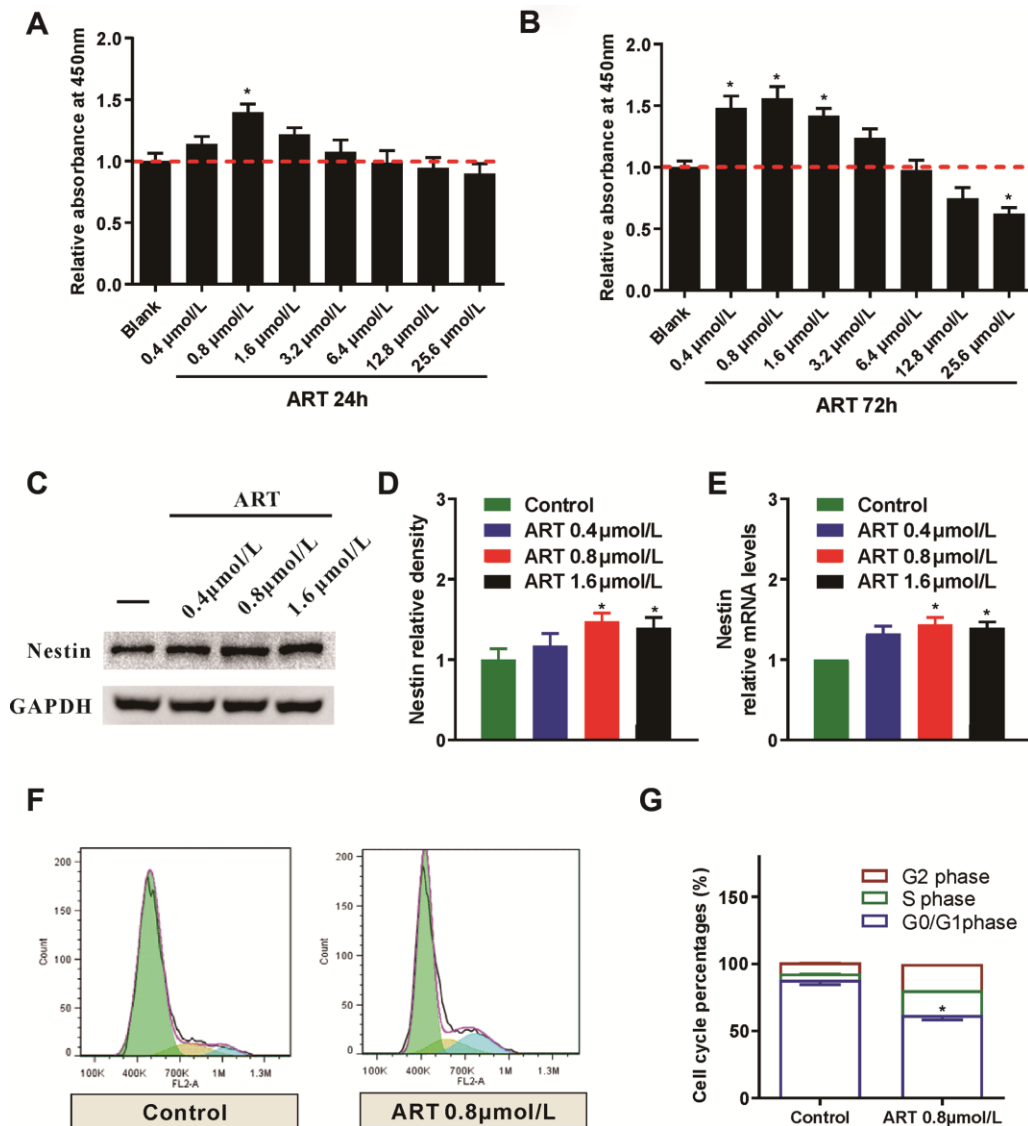 A
Relative absorbance at 450nm
2.0
1.5
1.0
0.5
0.0
*
Blank
0.4 μmol/L
0.8 μmol/L
1.6 μmol/L
3.2 μmol/L
6.4 μmol/L
12.8 μmol/L
25.6 μmol/L
ART 24h
B
Relative absorbance at 450nm
2.0
1.5
1.0
0.5
0.0
* * * *
Blank
0.4 μmol/L
0.8 μmol/L
1.6 μmol/L
3.2 μmol/L
6.4 μmol/L
12.8 μmol/L
25.6 μmol/L
ART 72h
C
ART
0.4μmol/L
0.8μmol/L
1.6 μmol/L
Nestin
GAPDH
D
Nestin relative density
3
2
1
0
Control
ART 0.4μmol/L
ART 0.8μmol/L
ART 1.6μmol/L
* *
E
Nestin
relative mRNA levels
3
2
1
0
Control
ART 0.4μmol/L
ART 0.8μmol/L
ART 1.6μmol/L
* *
F
Count
200
150
100
50
0
100K 400K 700K 1M 1.3M
FL2-A
Control
Count
200
150
100
50
0
100K 400K 700K 1M 1.3M
FL2-A
ART 0.8μmol/L
G
Cell cycle percentages (%)
150
100
50
0
G2 phase
S phase
G0/G1phase
*
Control
ART 0.8μmol/L